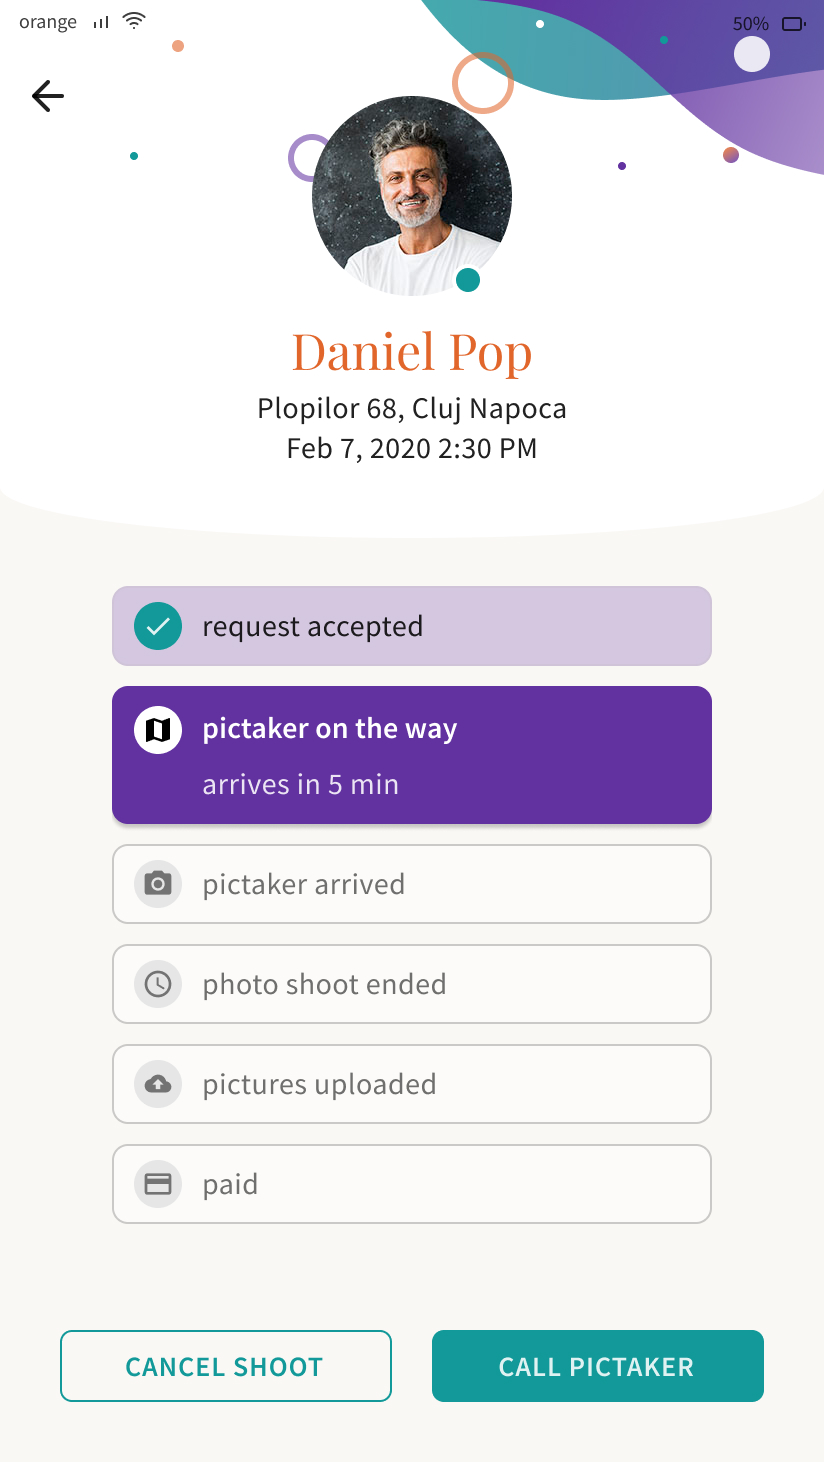 orange
50%
Daniel Pop
Plopilor 68, Cluj Napoca
Feb 7, 2020 2:30 PM
request accepted
pictaker on the way
arrives in 5 min
pictaker arrived
photo shoot ended
pictures uploaded
paid
CANCEL SHOOT
CALL PICTAKER